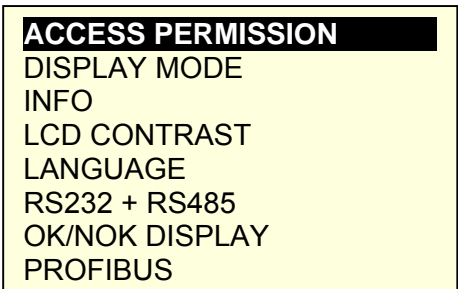 ACCESS PERMISSION
DISPLAY MODE
INFO
LCD CONTRAST
LANGUAGE
RS232 + RS485
OK/NOK DISPLAY
PROFIBUS